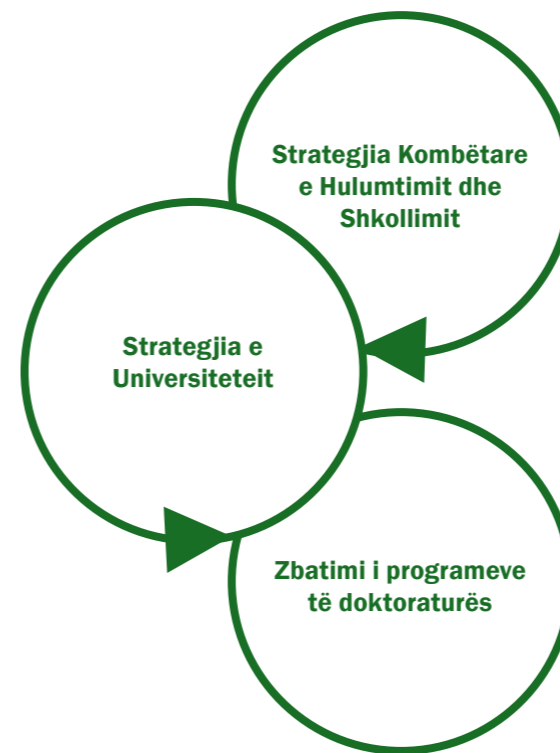 Strategjia Kombëtare
e Hulumtimit dhe
Shkollimit
Strategjia e
Universiteteit
Zbatimi i programeve
të doktoraturës